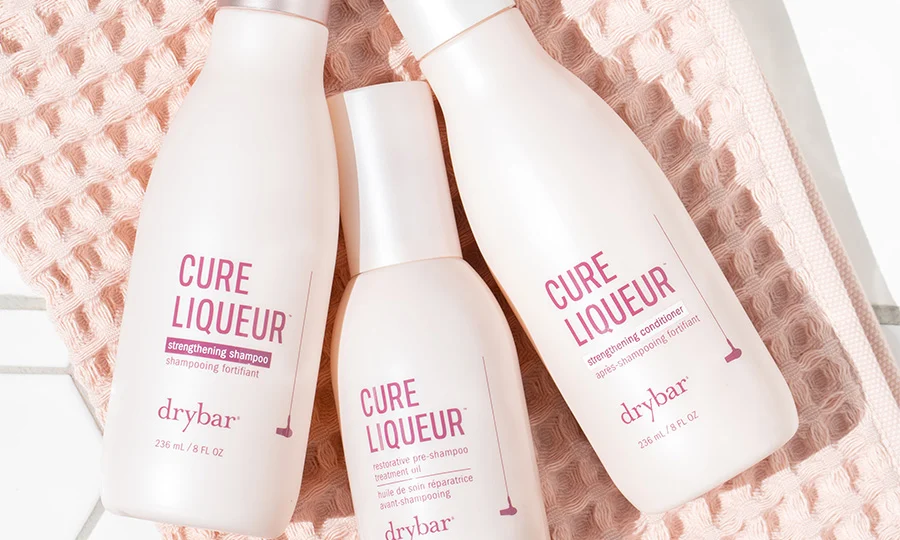 CURE
LIQUEUR™
strengthening shampoo
shampooing fortifiant
drybar®
236 mL / 8 FL OZ
CURE
LIQUEUR™
restorative pre-shampoo
treatment oil
huile de soin réparatrice
avant-shampooing
drybar®
CURE
LIQUEUR™
strengthening conditioner
après-shampooing fortifiant
drybar®
236 mL / 8 FL OZ